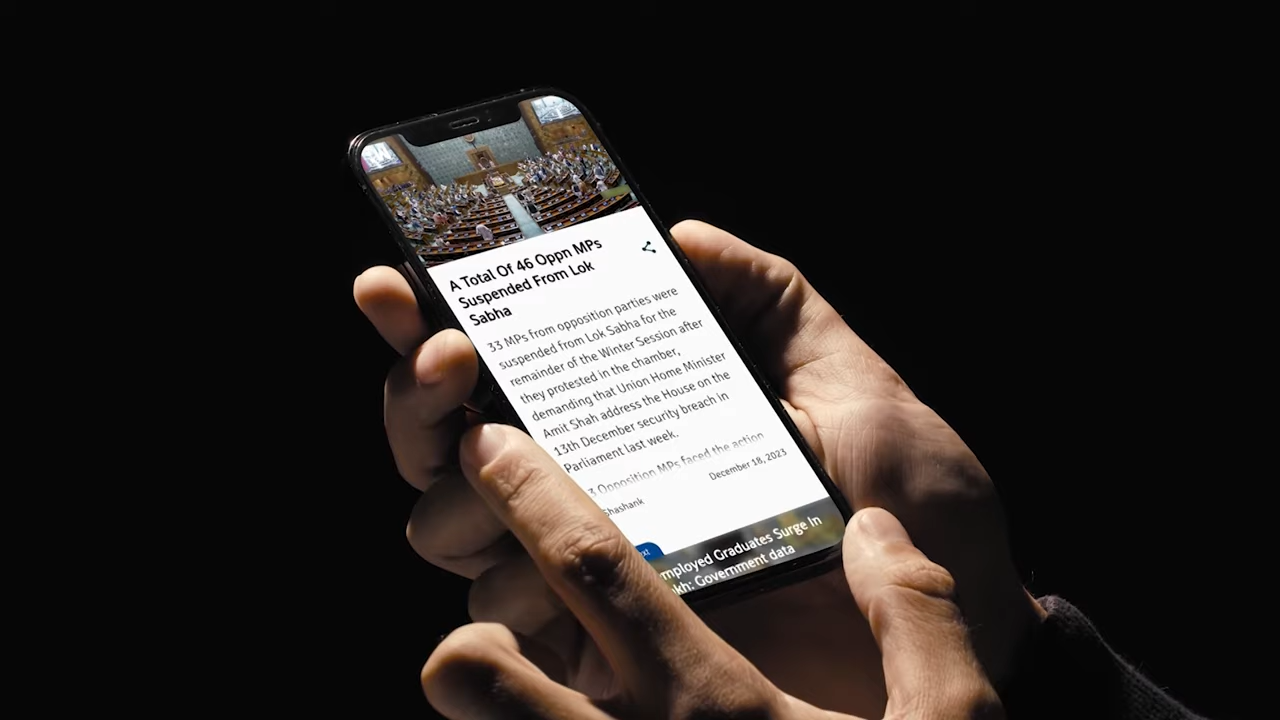 A Total Of 46 Oppn MPs
Suspended From Lok
Sabha
33 MPs from opposition parties were
suspended from Lok Sabha for the
remainder of the Winter Session after
they protested in the chamber,
demanding that Union Home Minister
Amit Shah address the House on the
13th December security breach in
Parliament last week.
3 Opposition MPs faced the action
Shashank
December 18, 2023
mployed Graduates Surge In
kh: Government data